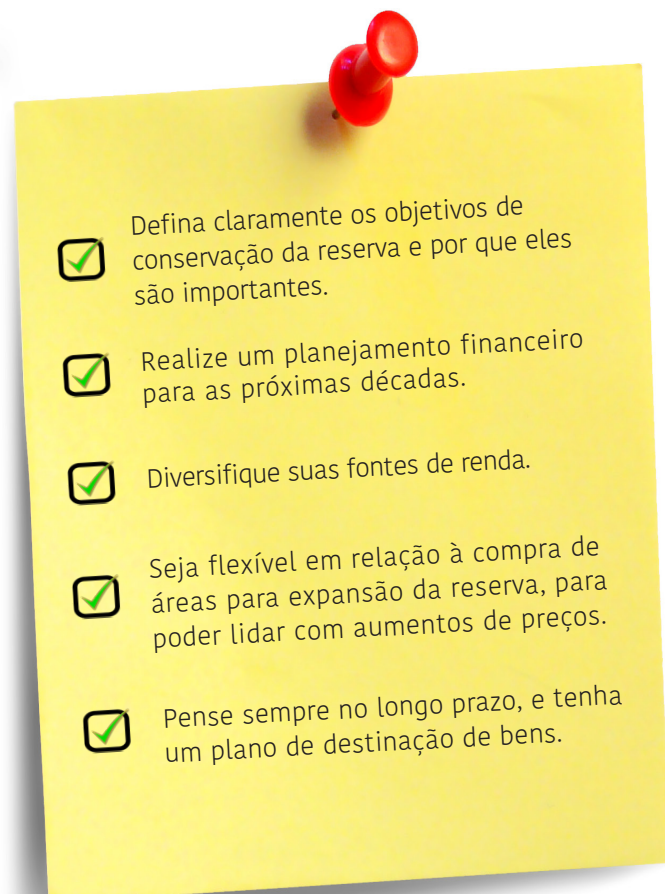 Defina claramente os objetivos de
conservação da reserva e por que eles
são importantes.
Realize um planejamento financeiro
para as próximas décadas.
Diversifique suas fontes de renda.
Seja flexível em relação à compra de
áreas para expansão da reserva, para
poder lidar com aumentos de preços.
Pense sempre no longo prazo, e tenha
um plano de destinação de bens.